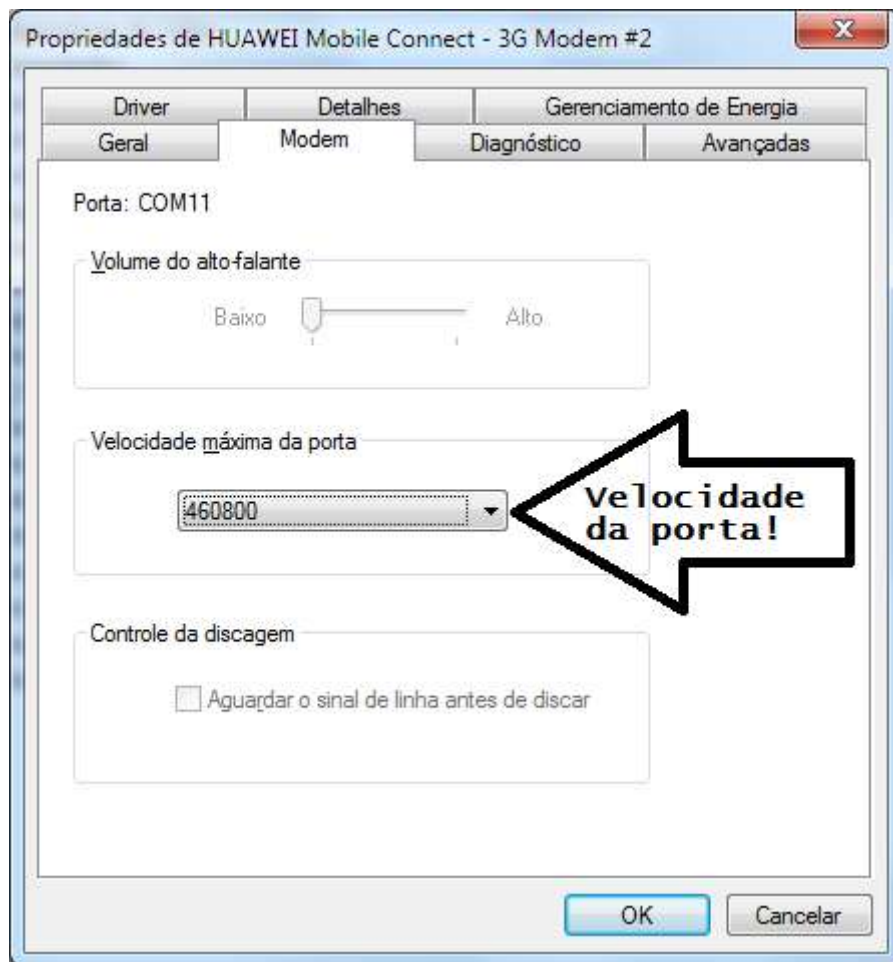 Propriedades de HUAWEI Mobile Connect - 3G Modem #2
Driver Detalhes Gerenciamento de Energia
Geral Modem Diagnóstico Avançadas
Porta: COM11
Volume do alto-falante
Baixo Alto
Velocidade máxima da porta
460800
Velocidade
da porta!
Controle da discagem
Aguardar o sinal de linha antes de discar
OK Cancelar